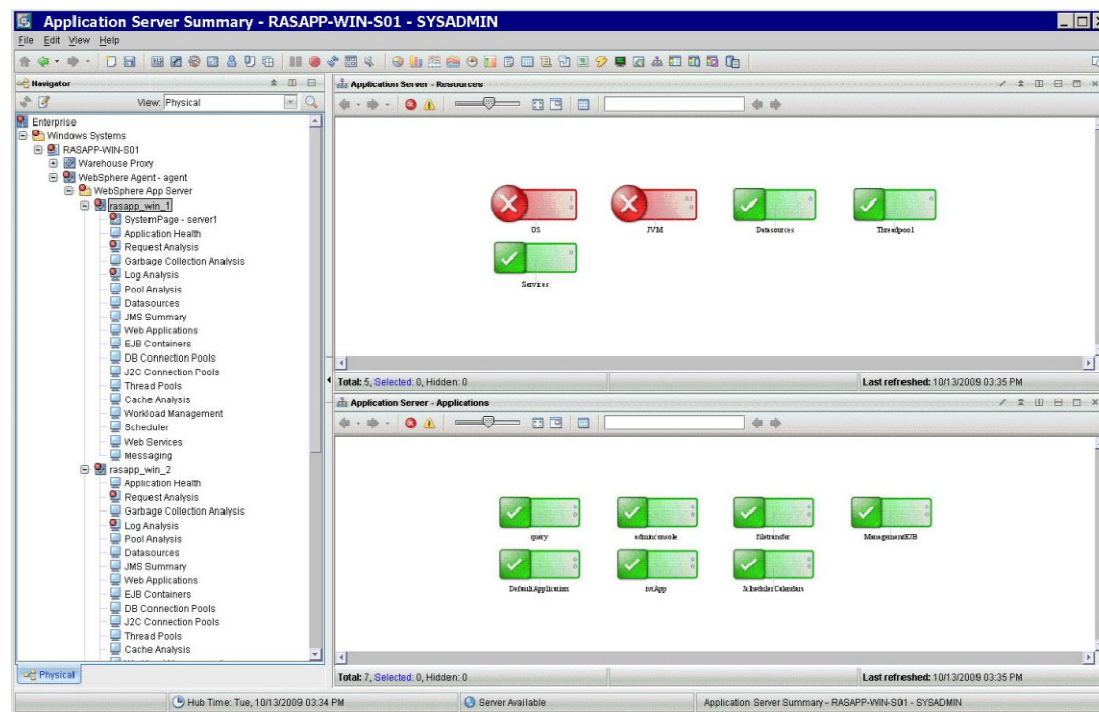 Application Server Summary - RASAPP-WIN-S01 - SYSADMIN
File Edit View Help
Navigator
View: Physical
Enterprise
Windows Systems
RASAPP-WIN-S01
Warehouse Proxy
WebSphere Agent - agent
WebSphere App Server
rasapp_win_1
SystemPage - server1
Application Health
Request Analysis
Garbage Collection Analysis
Log Analysis
Pool Analysis
Datasources
JMS Summary
Web Applications
EJB Containers
DB Connection Pools
J2C Connection Pools
Thread Pools
Cache Analysis
Workload Management
Scheduler
Web Services
Messaging
rasapp_win_2
Application Health
Request Analysis
Garbage Collection Analysis
Log Analysis
Pool Analysis
Datasources
JMS Summary
Web Applications
EJB Containers
DB Connection Pools
J2C Connection Pools
Thread Pools
Cache Analysis
Physical
Application Server - Resources
OS JVM Datasources Threadpool
Services
Total: 5, Selected: 0, Hidden: 0 Last refreshed: 10/13/2009 03:35 PM
Application Server - Applications
query adminconsole filetransfer ManagementEJB
DefaultApplication ivtApp SchedulerCalendars
Total: 7, Selected: 0, Hidden: 0 Last refreshed: 10/13/2009 03:35 PM
Hub Time: Tue, 10/13/2009 03:34 PM Server Available Application Server Summary - RASAPP-WIN-S01 - SYSADMIN